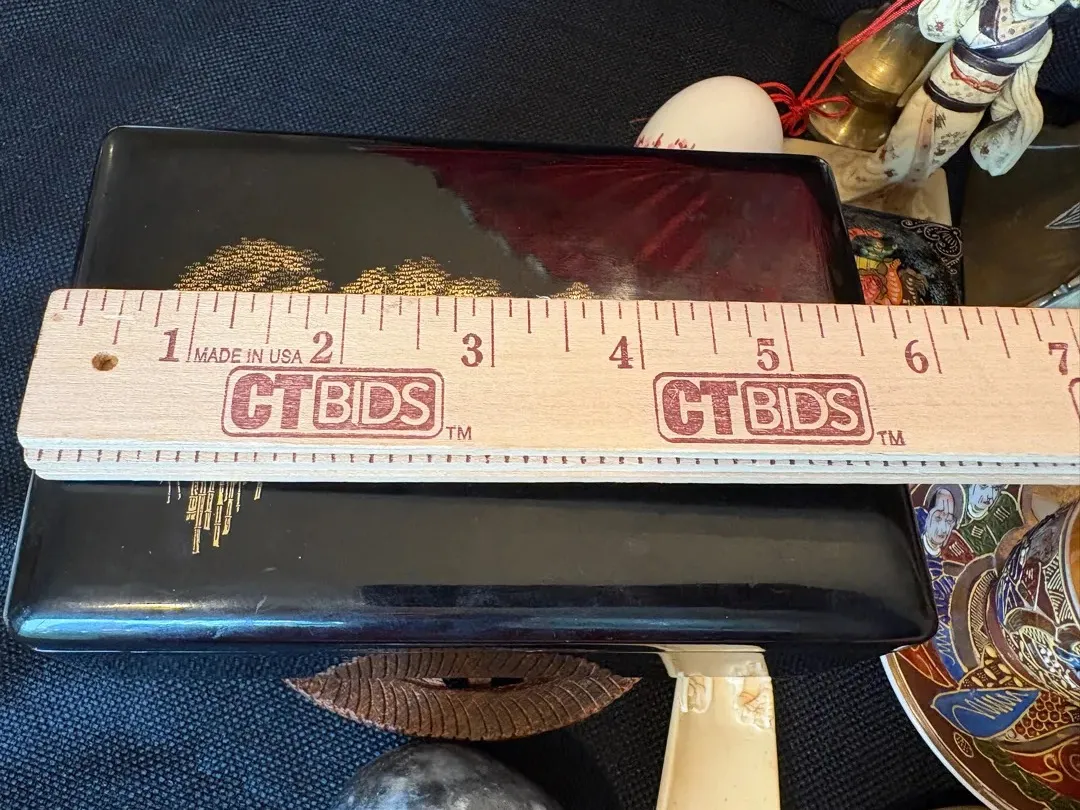 1 2 3 4 5 6 7
MADE IN USA
CTBIDS™ CTBIDS™